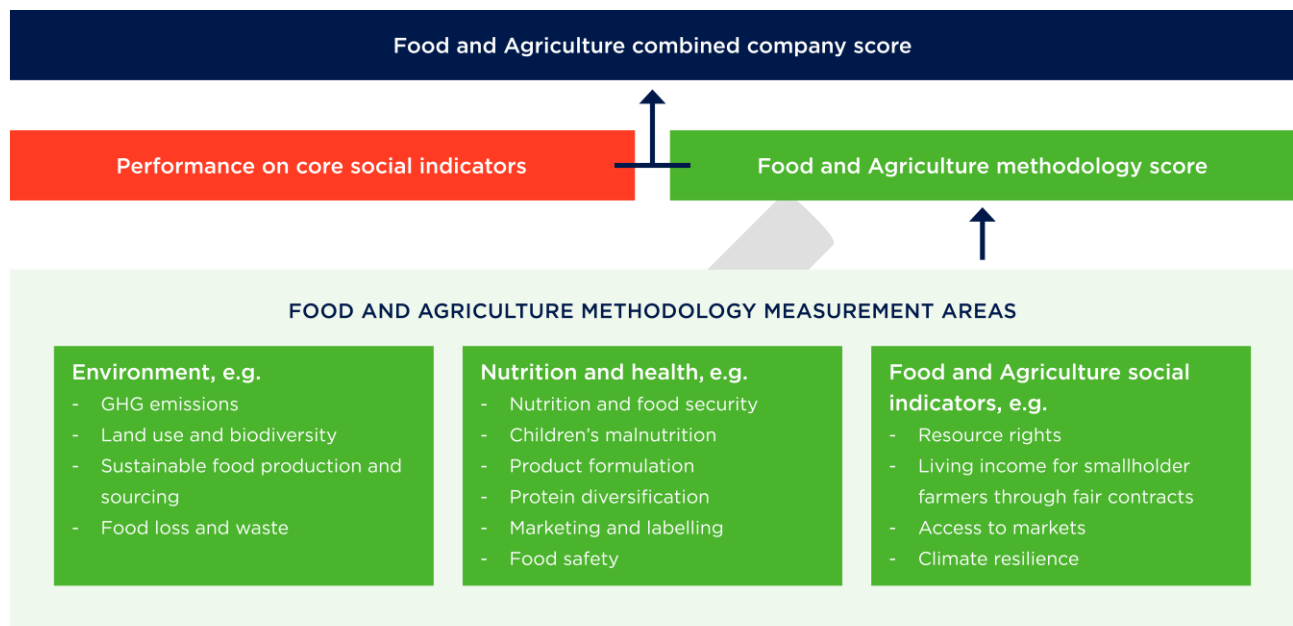 Food and Agriculture combined company score
Performance on core social indicators
Food and Agriculture methodology score
FOOD AND AGRICULTURE METHODOLOGY MEASUREMENT AREAS
Environment, e.g.
- GHG emissions
- Land use and biodiversity
- Sustainable food production and
sourcing
- Food loss and waste
Nutrition and health, e.g.
- Nutrition and food security
- Children's malnutrition
- Product formulation
- Protein diversification
- Marketing and labelling
- Food safety
Food and Agriculture social
indicators, e.g.
- Resource rights
- Living income for smallholder
farmers through fair contracts
- Access to markets
- Climate resilience